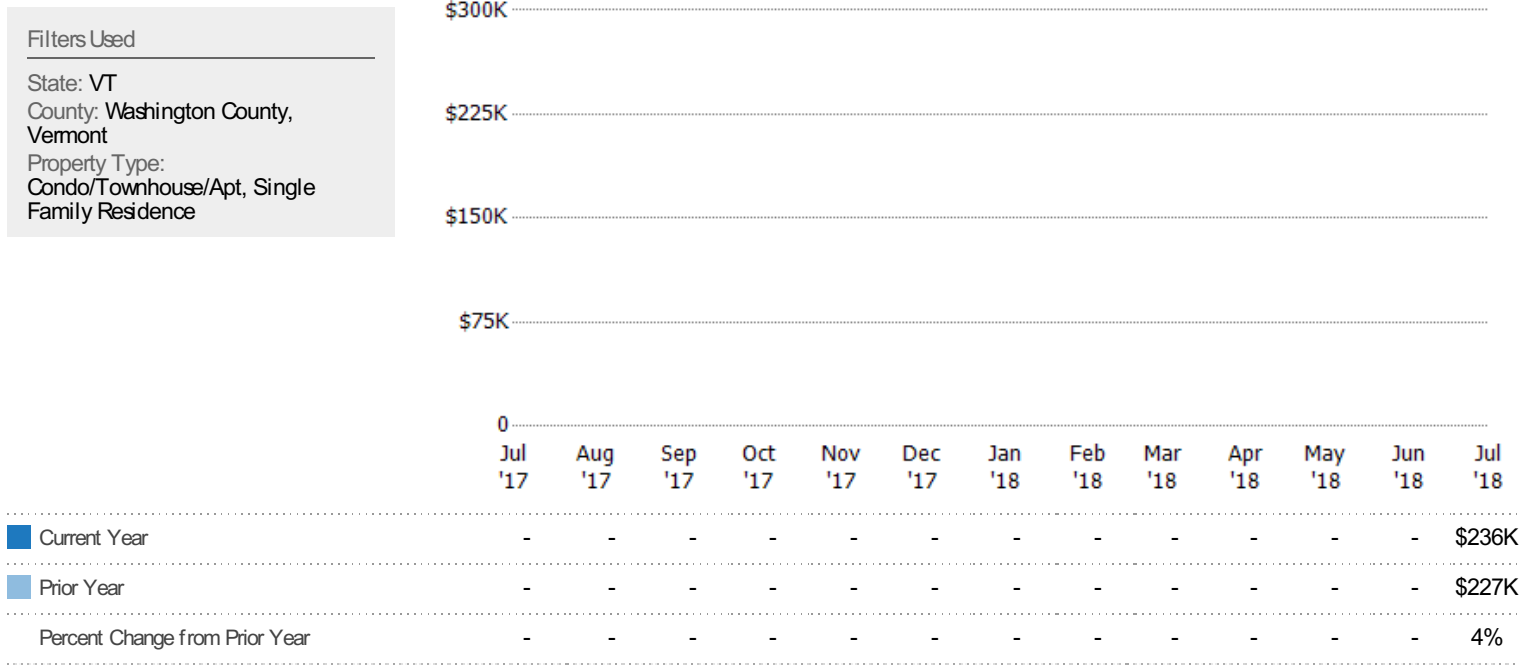 Filters Used
State: VT
County: Washington County,
Vermont
Property Type:
Condo/Townhouse/Apt, Single
Family Residence
$300K
$225K
$150K
$75K
0
Jul Aug Sep Oct Nov Dec Jan Feb Mar Apr May Jun Jul
'17 '17 '17 '17 '17 '17 '18 '18 '18 '18 '18 '18 '18
Current Year - - - - - - - - - - - - $236K
Prior Year - - - - - - - - - - - - $227K
Percent Change from Prior Year - - - - - - - - - - - - 4%